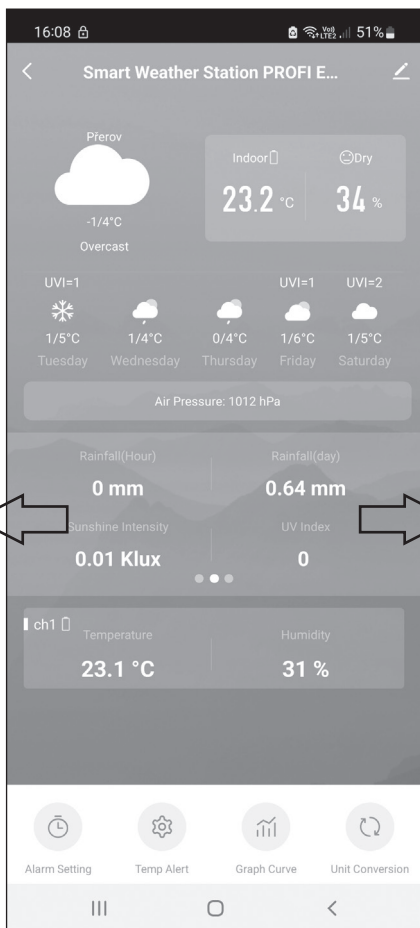 16:08 Vo)) LTE2 51%
Smart Weather Station PROFI E...
Přerov
-1/4°C
Overcast
Indoor Dry
23.2 °C 34 %
UVI=1 UVI=1 UVI=2
1/5°C 1/4°C 0/4°C 1/6°C 1/5°C
Tuesday Wednesday Thursday Friday Saturday
Air Pressure: 1012 hPa
Rainfall(Hour) Rainfall(day)
0 mm 0.64 mm
Sunshine Intensity UV Index
0.01 Klux 0
ch1
Temperature Humidity
23.1 °C 31 %
Alarm Setting Temp Alert Graph Curve Unit Conversion